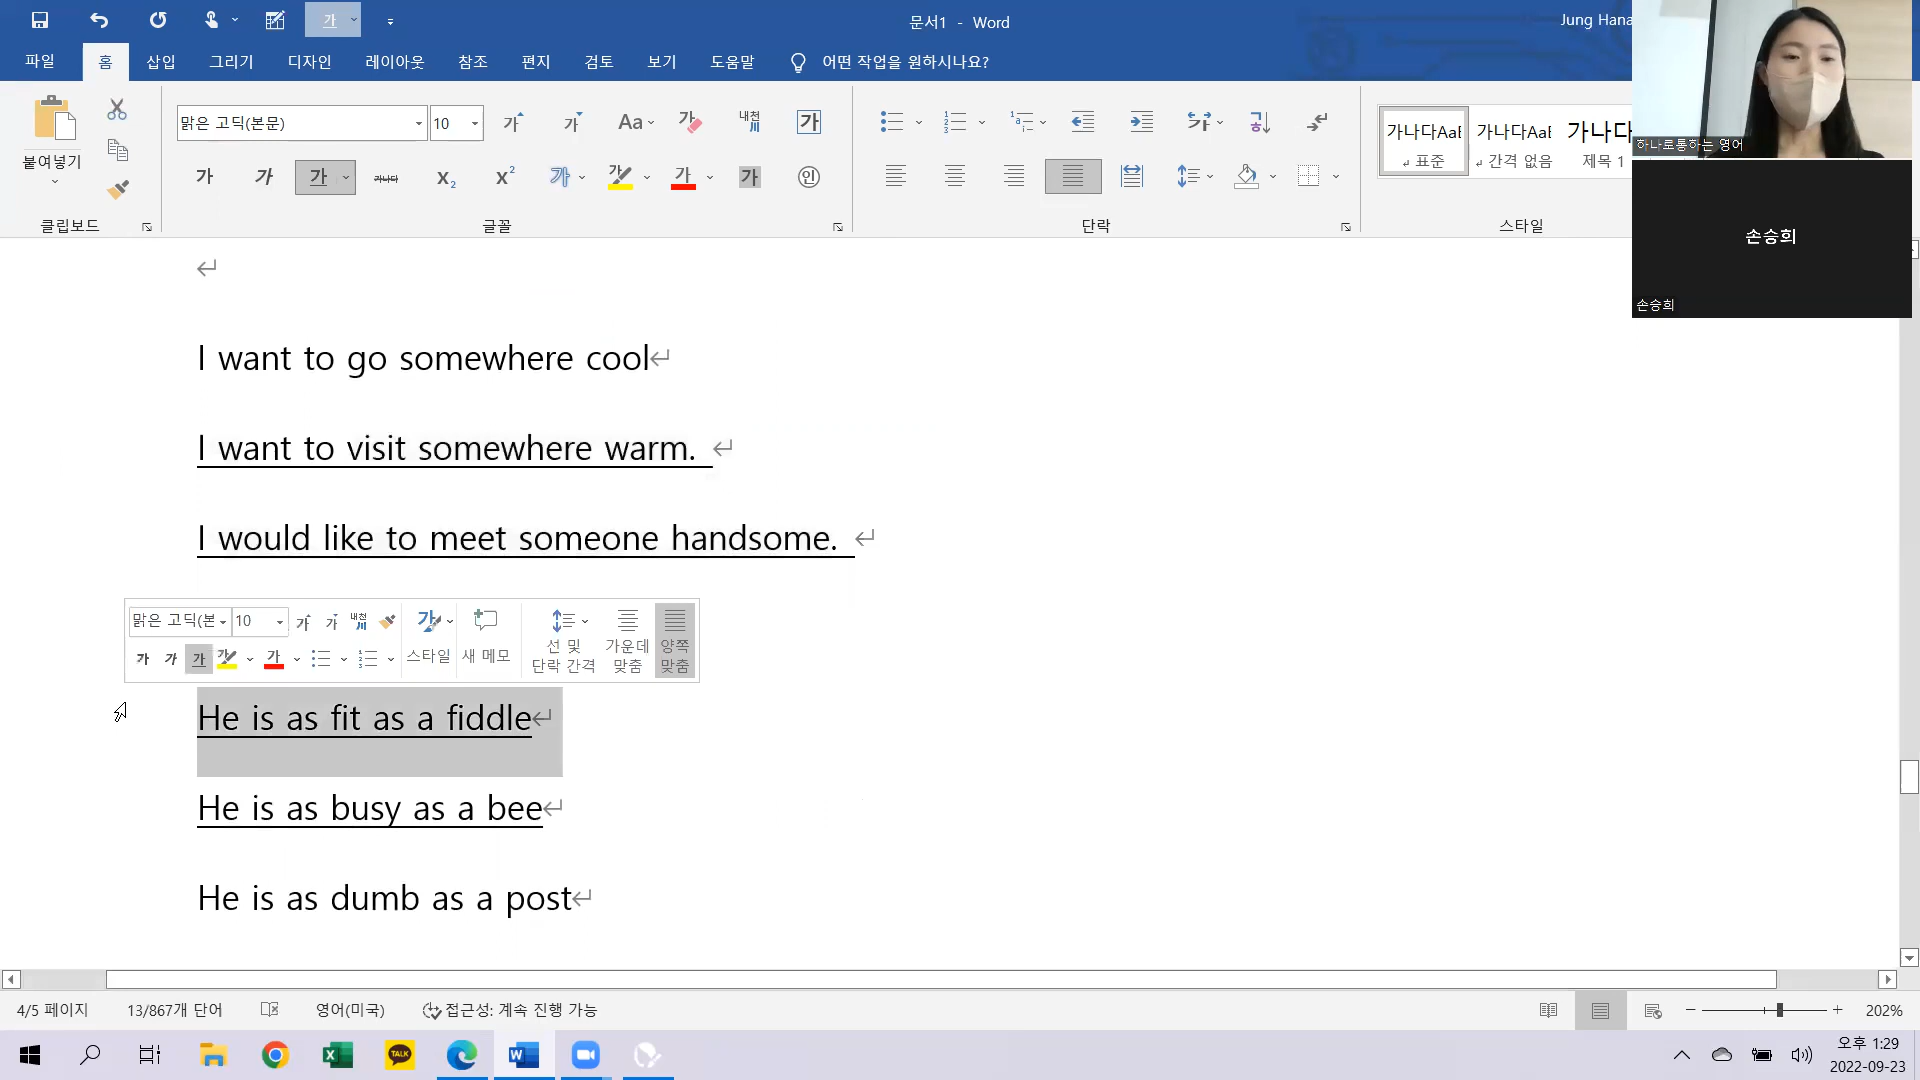 문서1 - Word
Jung Hana
파일 홈 삽입 그리기 디자인 레이아웃 참조 편지 검토 보기 도움말 어떤 작업을 원하시나요?
붙여넣기
맑은 고딕(본문) 10
가나다AaB 가나다AaE 가나다
표준 간격 없음 제목 1
클립보드 글꼴 단락 스타일
하나로통하는 영어
손승희
손승희
I want to go somewhere cool
I want to visit somewhere warm.
I would like to meet someone handsome.
맑은 고딕(본 10
스타일 새 메모 선 및 단락 간격 가운데 맞춤 양쪽 맞춤
He is as fit as a fiddle
He is as busy as a bee
He is as dumb as a post
4/5 페이지 13/867개 단어 영어(미국) 접근성: 계속 진행 가능 202%
오후 1:29
2022-09-23